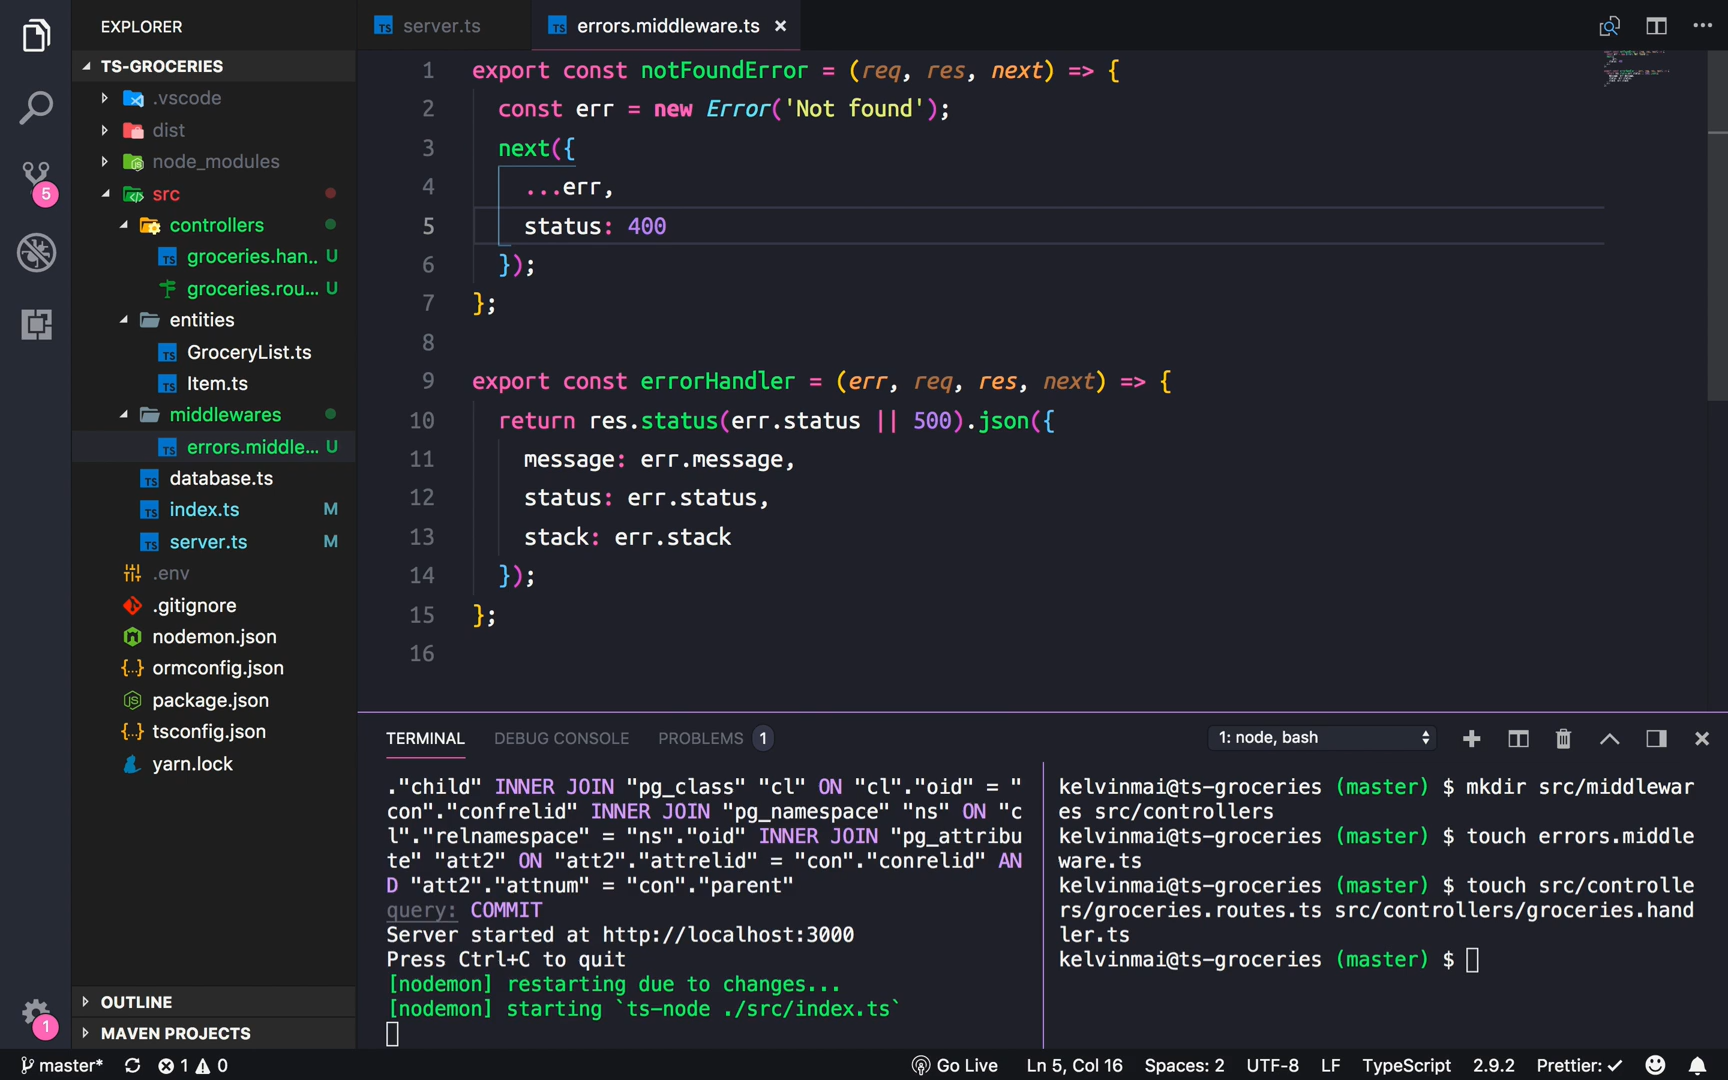 EXPLORER
TS-GROCERIES
.vscode
dist
node_modules
src
controllers
groceries.han.. U
groceries.rou... U
entities
GroceryList.ts
Item.ts
middlewares
errors.middle... U
database.ts
index.ts M
server.ts M
.env
.gitignore
nodemon.json
ormconfig.json
package.json
tsconfig.json
yarn.lock
OUTLINE
MAVEN PROJECTS
5
1
server.ts
errors.middleware.ts
1 export const notFoundError = (req, res, next) => {
2 const err = new Error('Not found');
3 next({
4 ...err,
5 status: 400
6 });
7 };
8
9 export const errorHandler = (err, req, res, next) => {
10 return res.status(err.status || 500).json({
11 message: err.message,
12 status: err.status,
13 stack: err.stack
14 });
15 };
16
TERMINAL DEBUG CONSOLE PROBLEMS 1
1: node, bash
."child" INNER JOIN "pg_class" "cl" ON "cl"."oid" = "
con"."confrelid" INNER JOIN "pg_namespace" "ns" ON "c
l"."relnamespace" = "ns"."oid" INNER JOIN "pg_attribu
te" "att2" ON "att2"."attrelid" = "con"."conrelid" AN
D "att2"."attnum" = "con"."parent"
query: COMMIT
Server started at http://localhost:3000
Press Ctrl+C to quit
[nodemon] restarting due to changes...
[nodemon] starting `ts-node ./src/index.ts`
kelvinmai@ts-groceries (master) $ mkdir src/middlewar
es src/controllers
kelvinmai@ts-groceries (master) $ touch errors.middle
ware.ts
kelvinmai@ts-groceries (master) $ touch src/controlle
rs/groceries.routes.ts src/controllers/groceries.hand
ler.ts
kelvinmai@ts-groceries (master) $
master* 1 0 Go Live Ln 5, Col 16 Spaces: 2 UTF-8 LF TypeScript 2.9.2 Prettier: ✓